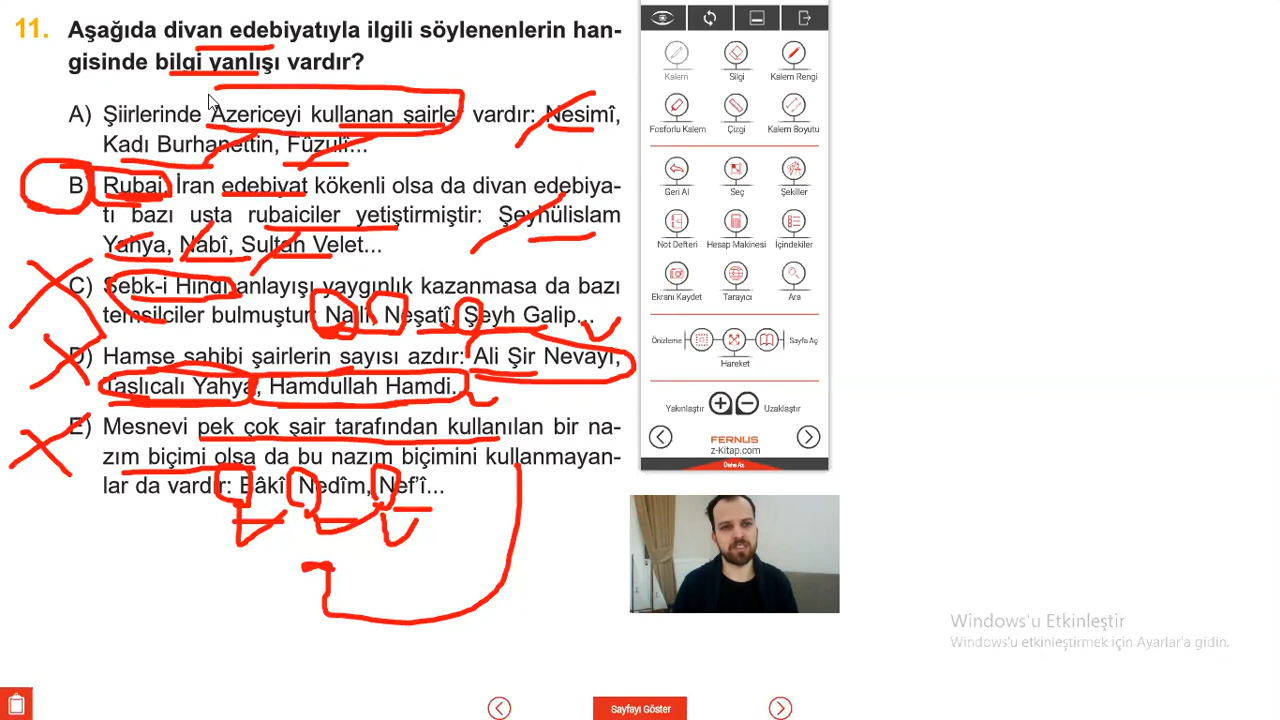 11. Aşağıda divan edebiyatıyla ilgili söylenenlerin han-
gisinde bilgi yanlışı vardır?
A) Şiirlerinde Azericeyi kullanan şairler vardır: Nesimî,
Kadı Burhanettin, Fûzulî...
B) Rubai, İran edebiyat kökenli olsa da divan edebiya-
tı bazı usta rubaiciler yetiştirmiştir: Şeyhülislam
Yahya, Nabî, Sultan Velet...
C) Sebk-i Hindi anlayışı yaygınlık kazanmasa da bazı
temsilciler bulmuştur: Nailî, Neşatî, Şeyh Galip...
D) Hamse sahibi şairlerin sayısı azdır: Ali Şir Nevayî,
Taşlıcalı Yahya, Hamdullah Hamdi...
E) Mesnevi pek çok şair tarafından kullanılan bir na-
zım biçimi olsa da bu nazım biçimini kullanmayan-
lar da vardır: Bâkî, Nedîm, Nef'î...
Kalem Silgi Kalem Rengi
Fosforlu Kalem Çizgi Kalem Boyutu
Geri Al Seç Şekiller
Not Defteri Hesap Makinesi İçindekiler
Ekranı Kaydet Tarayıcı Ara
Önizleme Sayfa Aç
Hareket
Yakınlaştır Uzaklaştır
FERNUS
z-Kitap.com
Daha Az
Windows'u Etkinleştir
Windows'u etkinleştirmek için Ayarlar'a gidin.
Sayfayı Göster